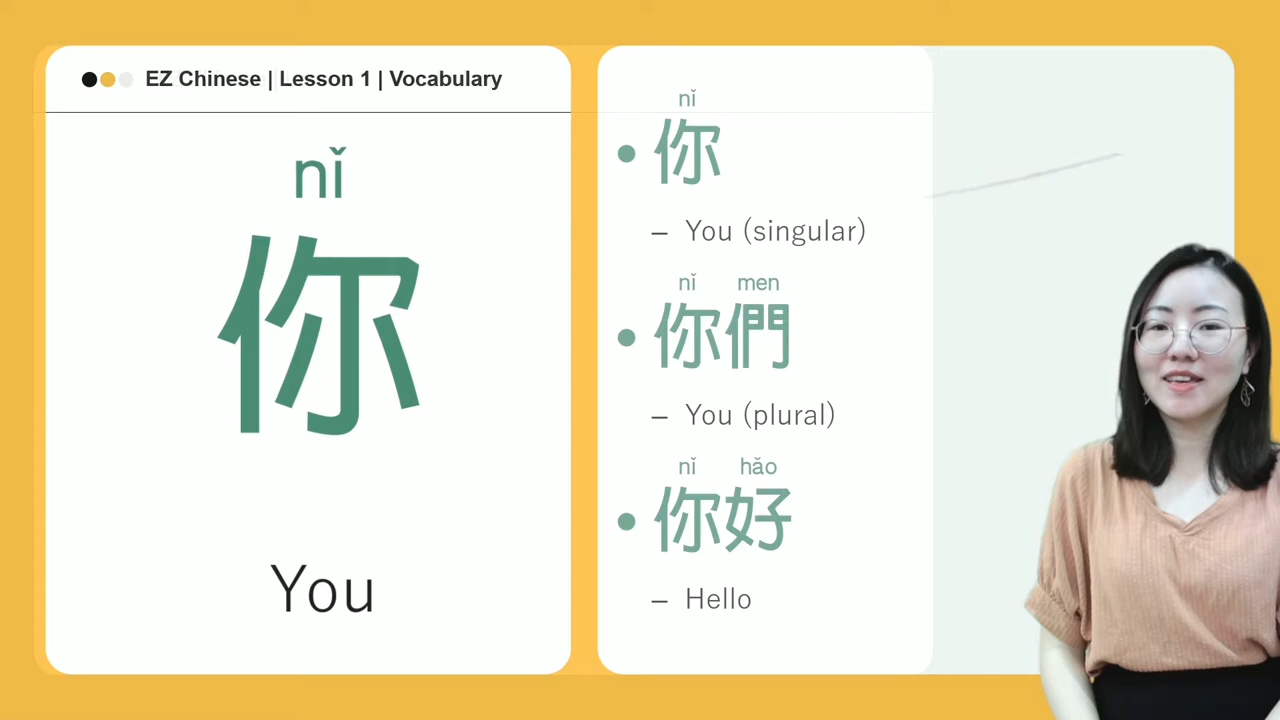 EZ Chinese | Lesson 1 | Vocabulary
nǐ
你
You
nǐ
• 你
– You (singular)
nǐ men
• 你們
– You (plural)
nǐ hǎo
• 你好
– Hello